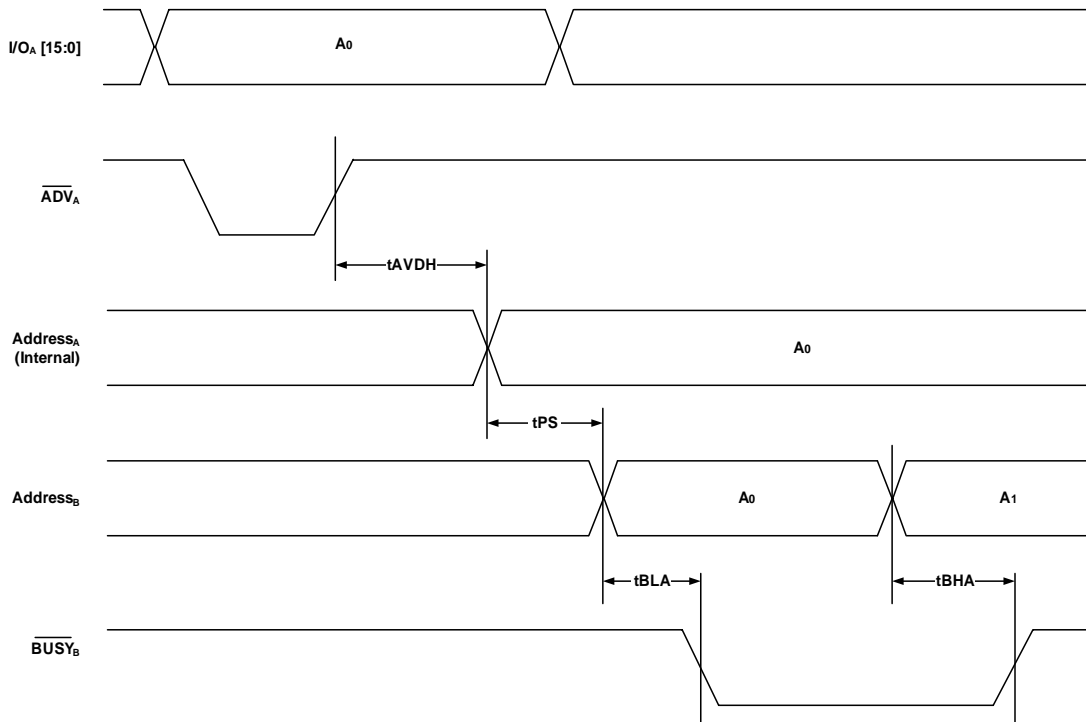 I/OA [15:0]
A0
ADVA
tAVDH
AddressA
(Internal)
A0
tPS
AddressB
A0
A1
tBLA
tBHA
BUSYB